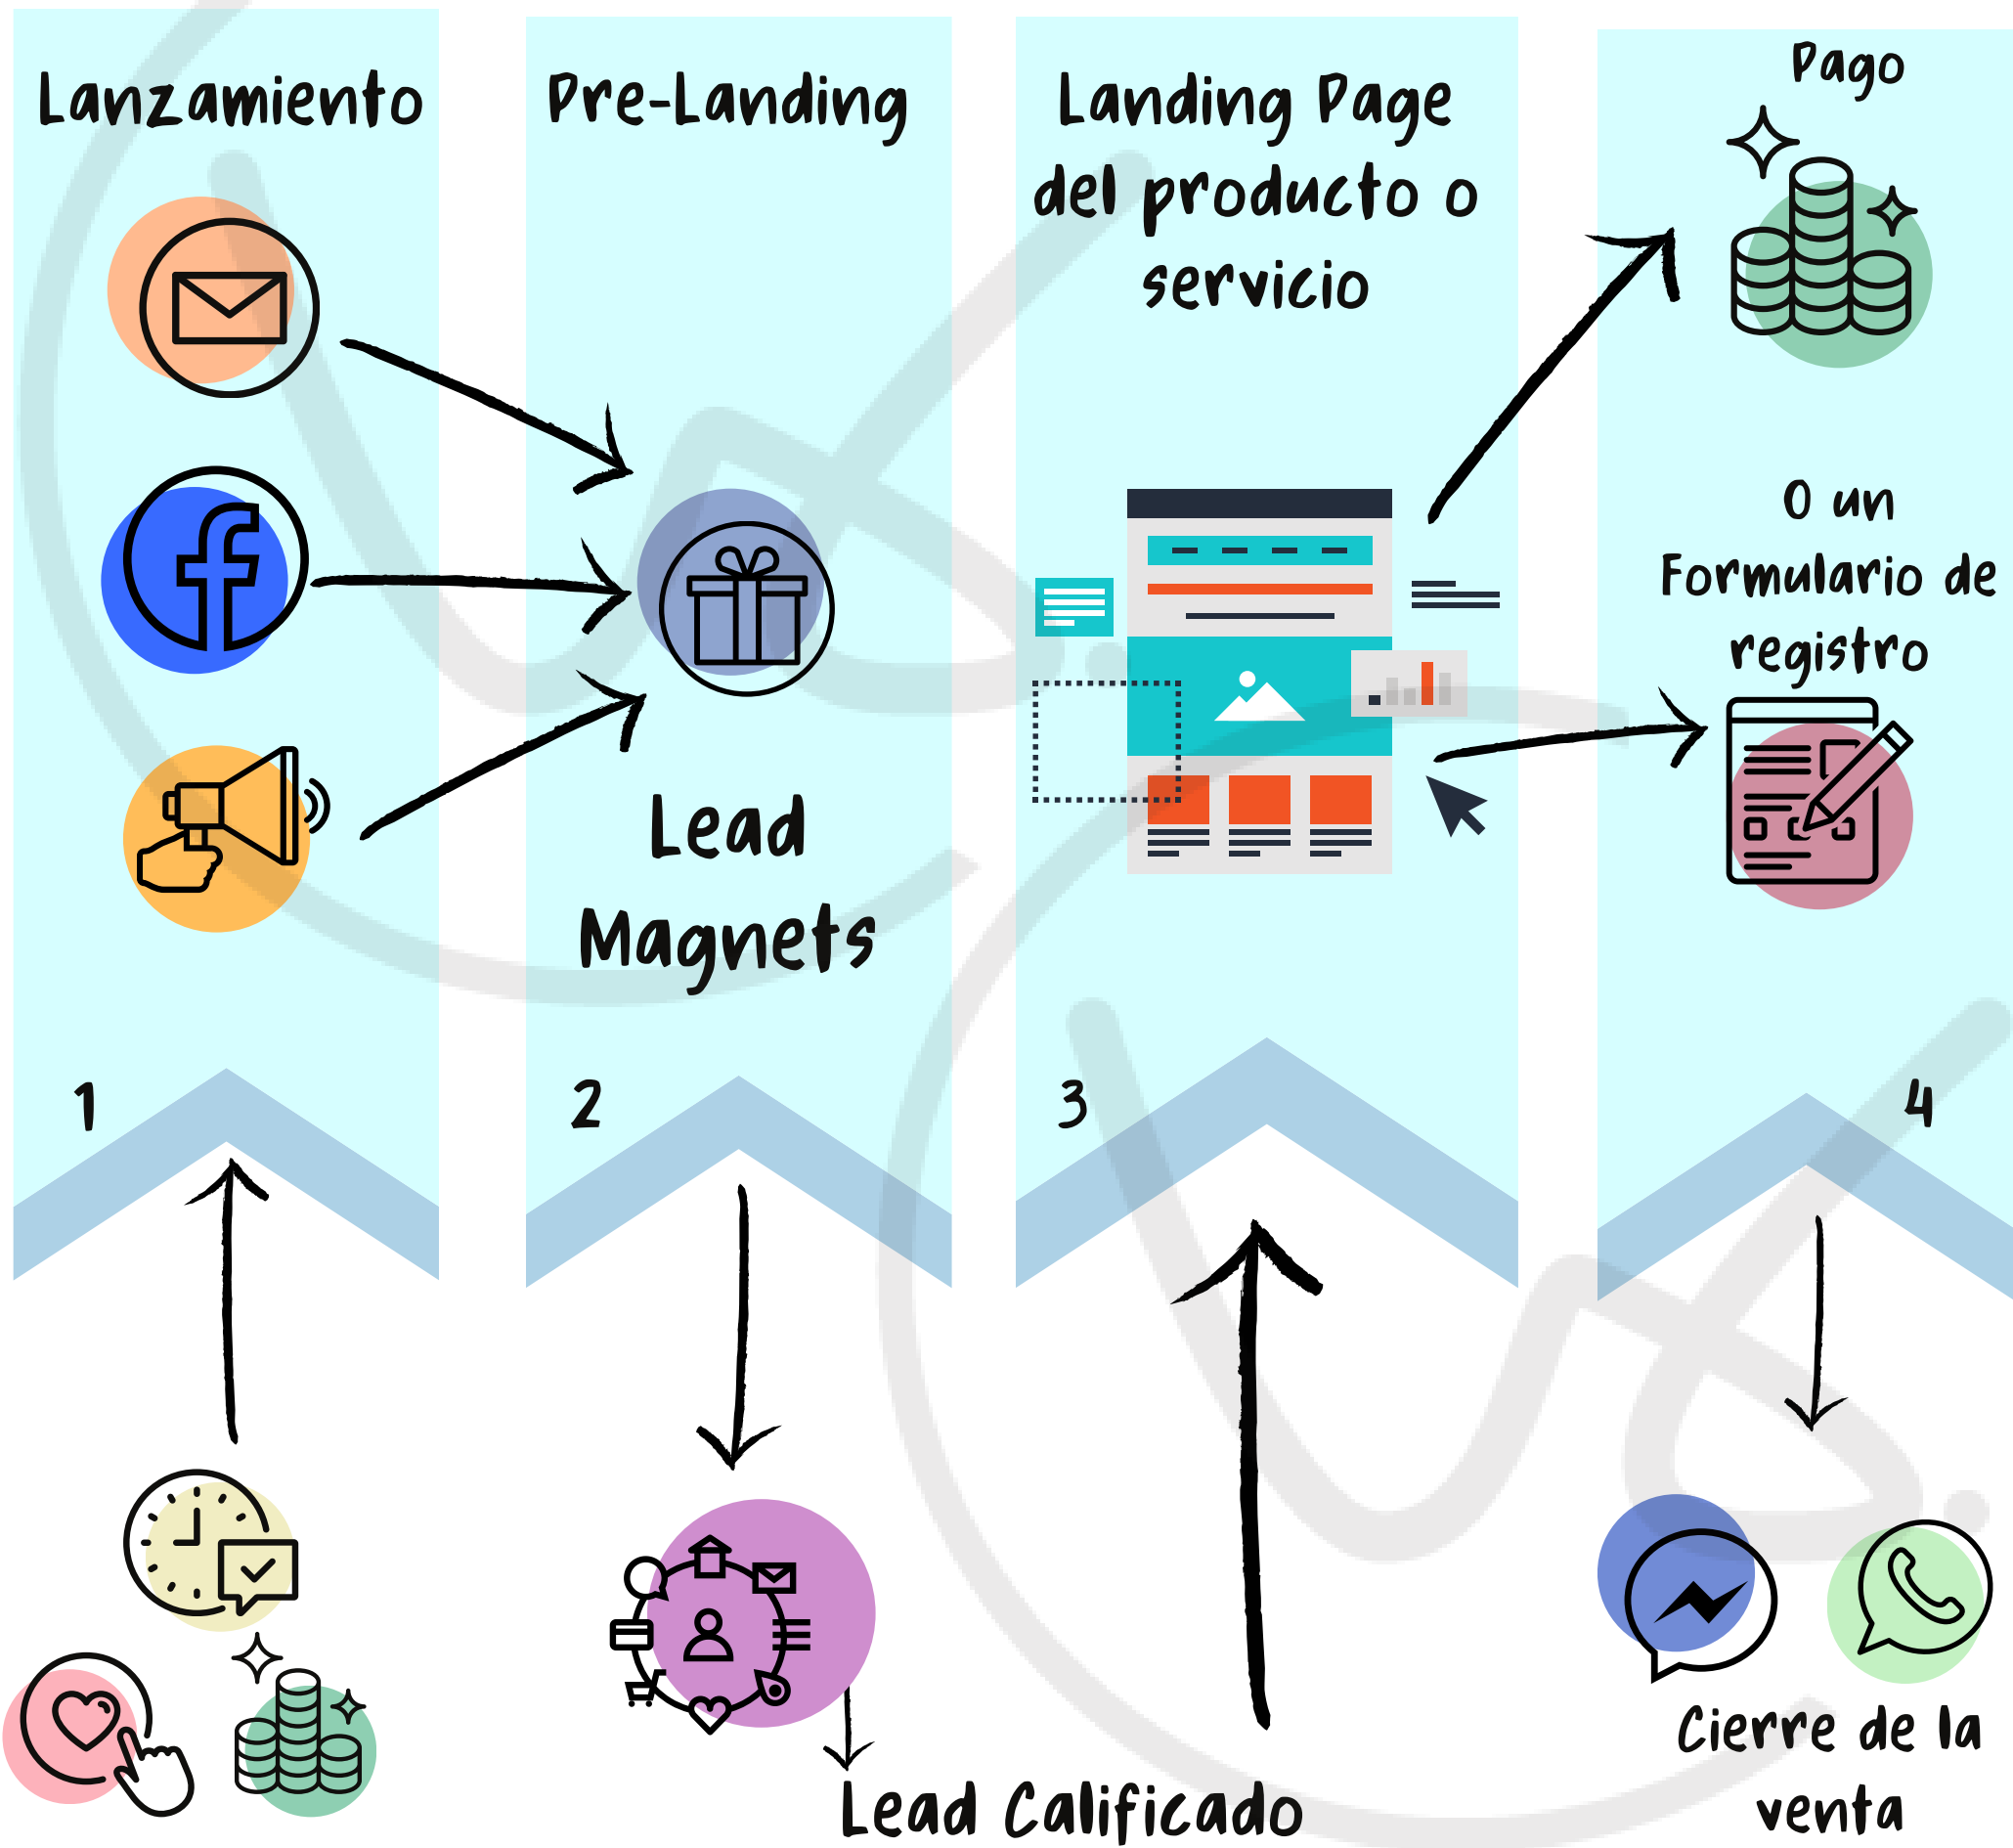 Lanzamiento
1
Pre-Landing
Lead
Magnets
2
Landing Page
del producto o
servicio
3
Pago
O un
Formulario de
registro
4
Lead Calificado
Cierre de la
venta